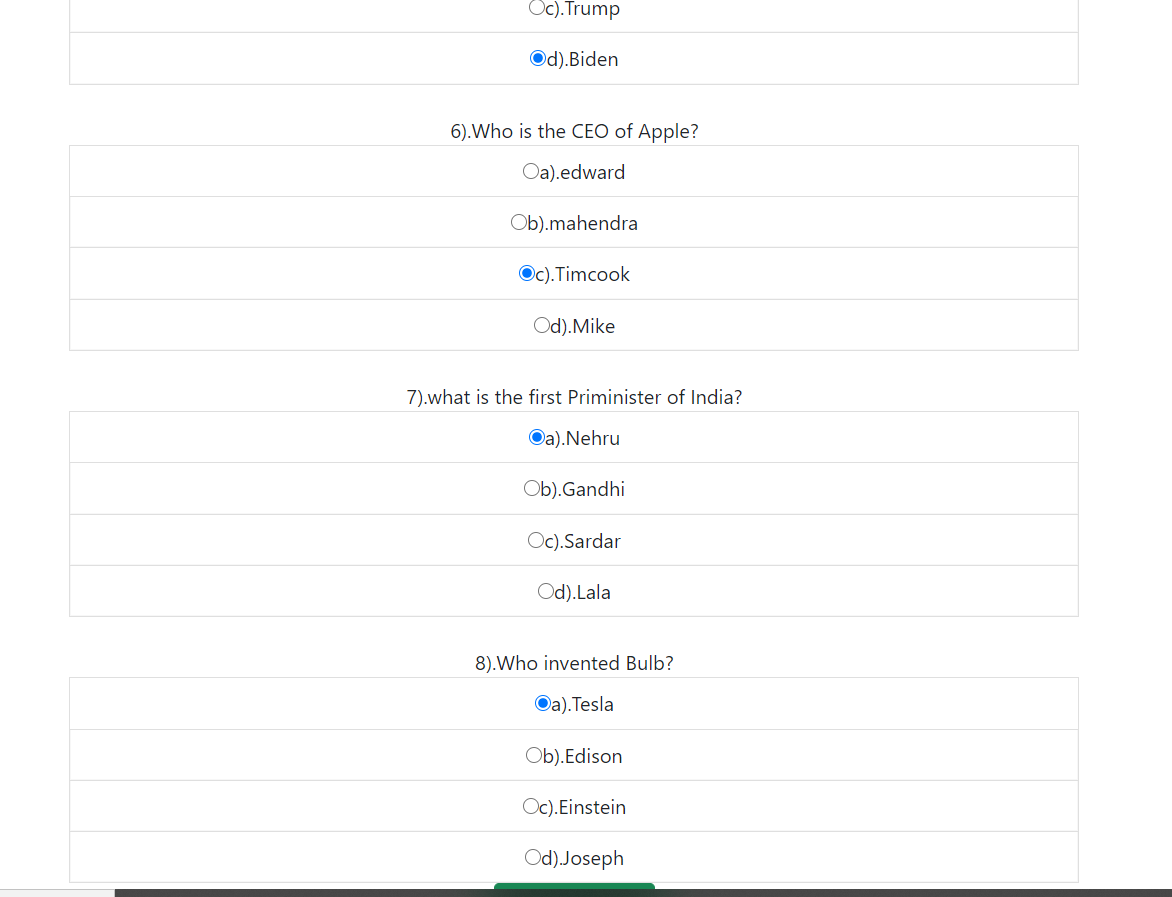 c).Trump
d).Biden
6).Who is the CEO of Apple?
a).edward
b).mahendra
c).Timcook
d).Mike
7).what is the first Priminister of India?
a).Nehru
b).Gandhi
c).Sardar
d).Lala
8).Who invented Bulb?
a).Tesla
b).Edison
c).Einstein
d).Joseph